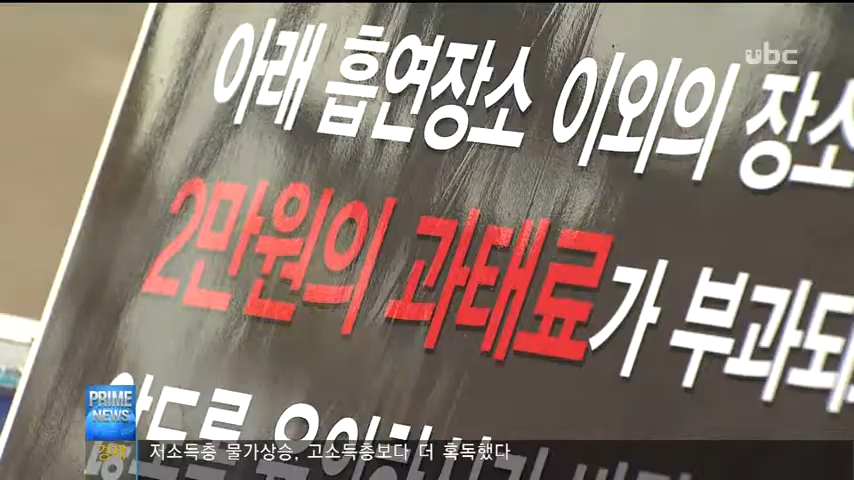 ubc
아래 흡연장소 이외의 장소
2만원의 과태료가 부과되
PRIME
NEWS
경제
저소득층 물가상승, 고소득층보다 더 혹독했다